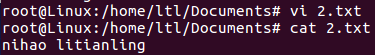 root@Linux:/home/ltl/Documents# vi 2.txt
root@Linux:/home/ltl/Documents# cat 2.txt
nihao litianling